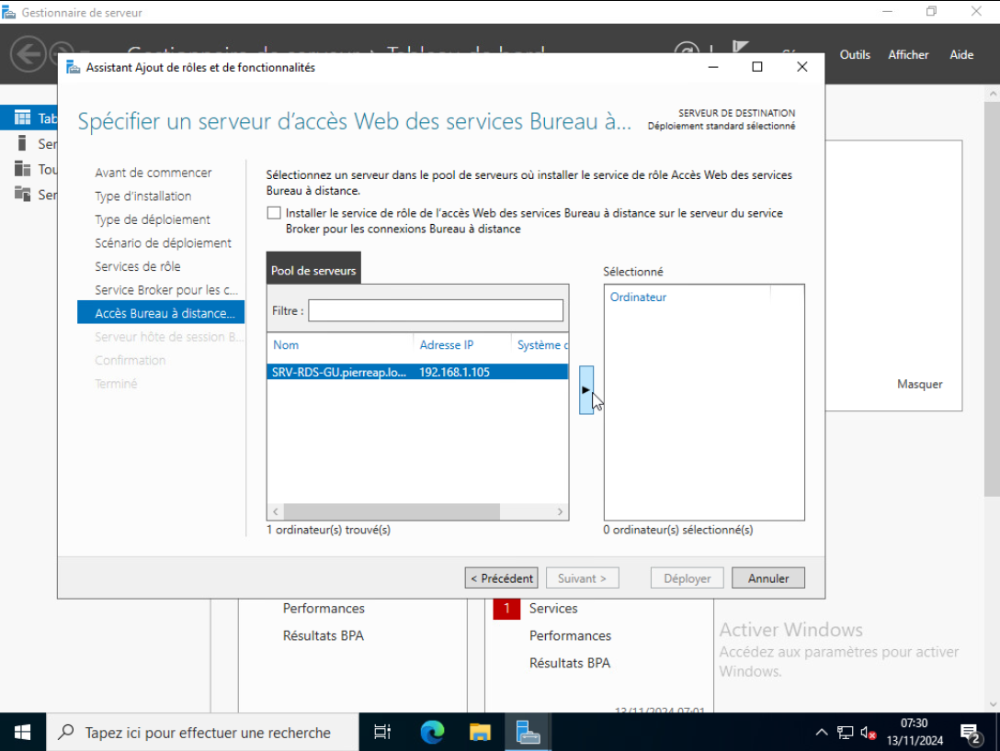 Gestionnaire de serveur
Outils Afficher Aide
Assistant Ajout de rôles et de fonctionnalités
Spécifier un serveur d'accès Web des services Bureau à...
SERVEUR DE DESTINATION
Déploiement standard sélectionné
Avant de commencer
Type d'installation
Type de déploiement
Scénario de déploiement
Services de rôle
Service Broker pour les c...
Accès Bureau à distance...
Serveur hôte de session B...
Confirmation
Terminé
Sélectionnez un serveur dans le pool de serveurs où installer le service de rôle Accès Web des services
Bureau à distance.
Installer le service de rôle de l'accès Web des services Bureau à distance sur le serveur du service
Broker pour les connexions Bureau à distance
Pool de serveurs
Filtre :
Nom Adresse IP Système
SRV-RDS-GU.pierreap.lo... 192.168.1.105
1 ordinateur(s) trouvé(s)
Sélectionné
Ordinateur
0 ordinateur(s) sélectionné(s)
< Précédent Suivant > Déployer Annuler
Masquer
Performances
Résultats BPA
1 Services
Performances
Résultats BPA
13/11/2024 07:01
Activer Windows
Accédez aux paramètres pour activer
Windows.
Tapez ici pour effectuer une recherche
07:30
13/11/2024
2